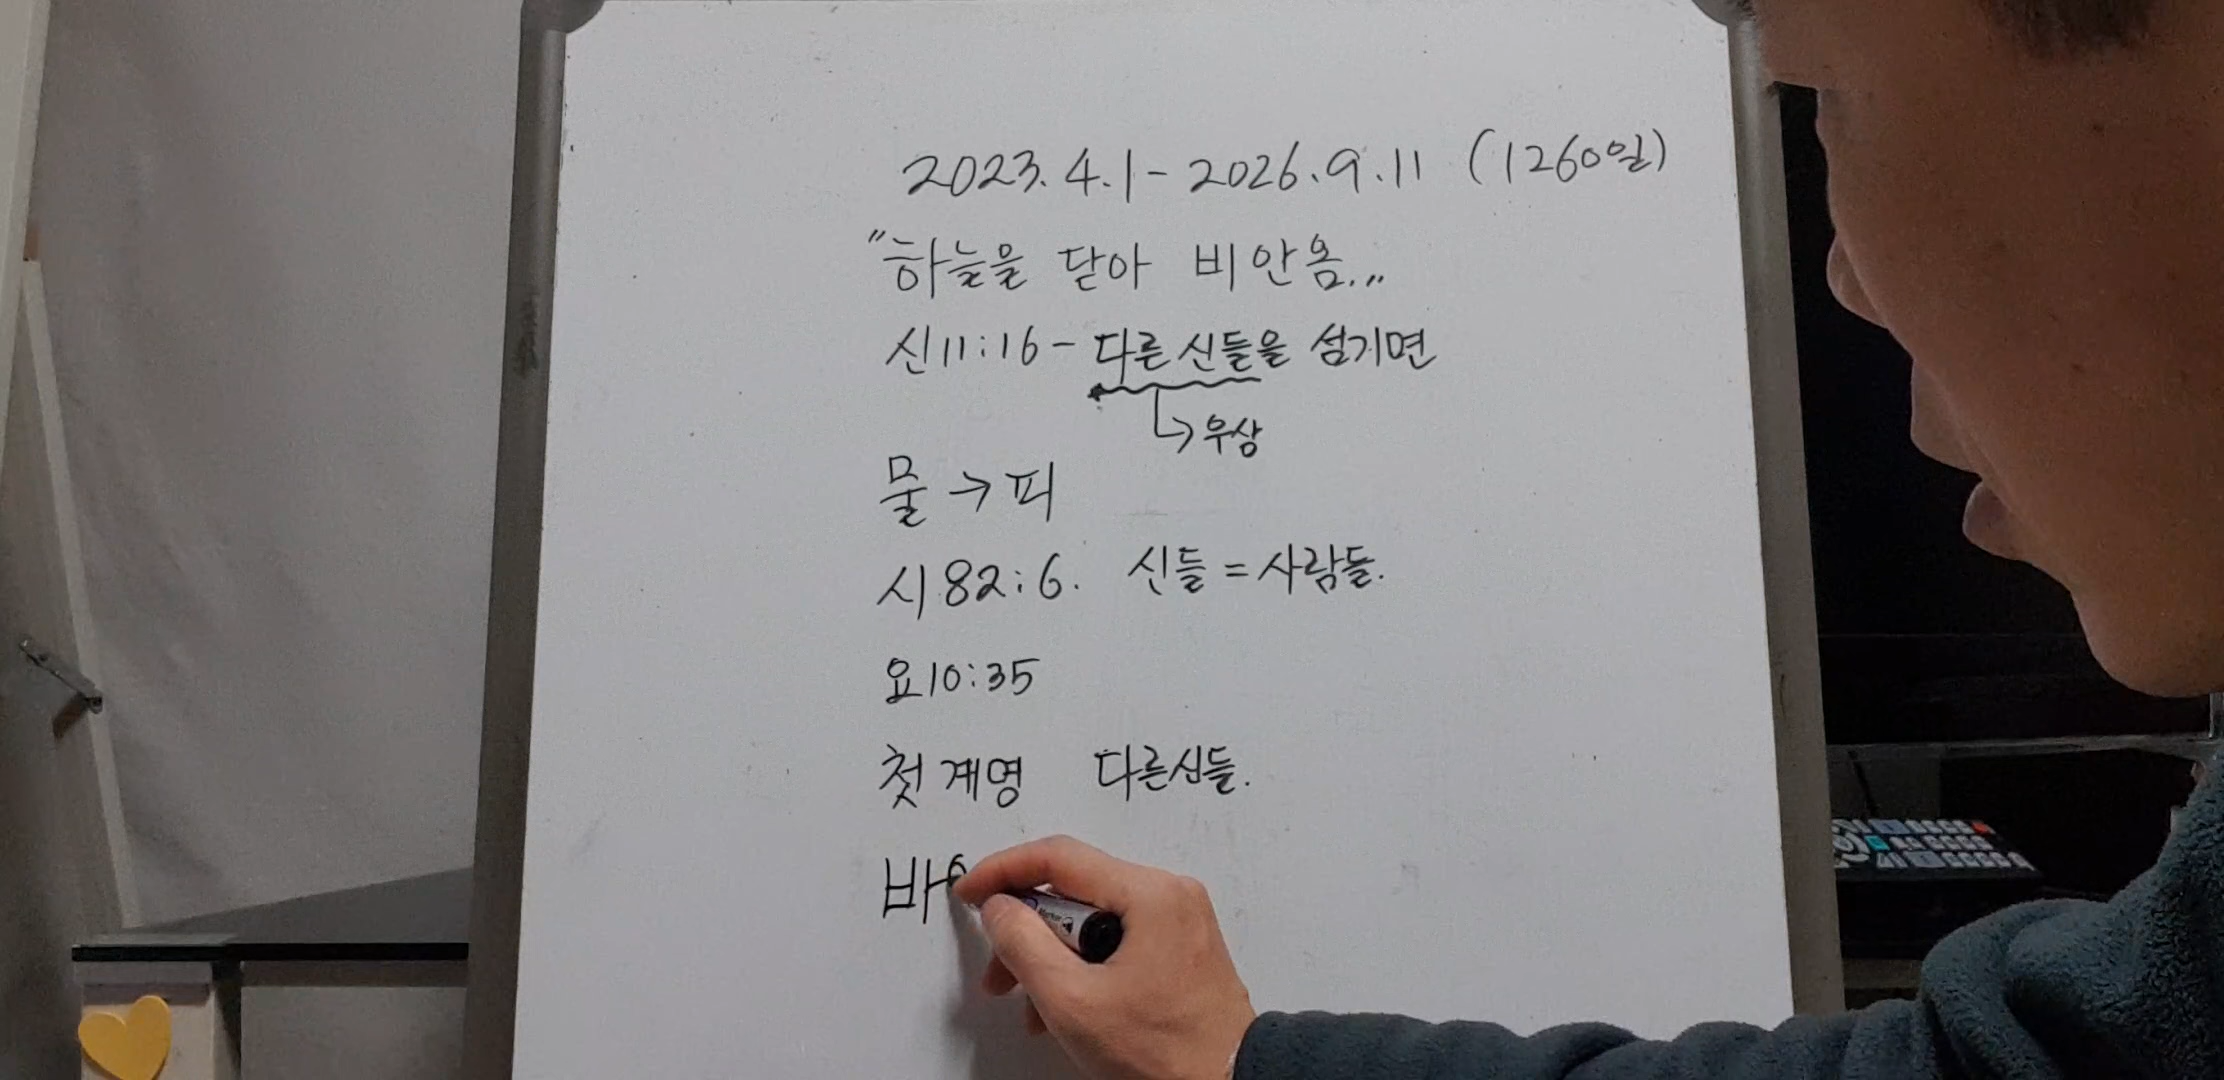 2023.4.1 - 2026.9.11 (1260일)
"하늘을 닫아 비 안옴..."
신11:16 - 다른 신들을 섬기면
→ 우상
물 → 피
시82:6. 신들 = 사람들.
요10:35
첫 계명 다른신들.
바